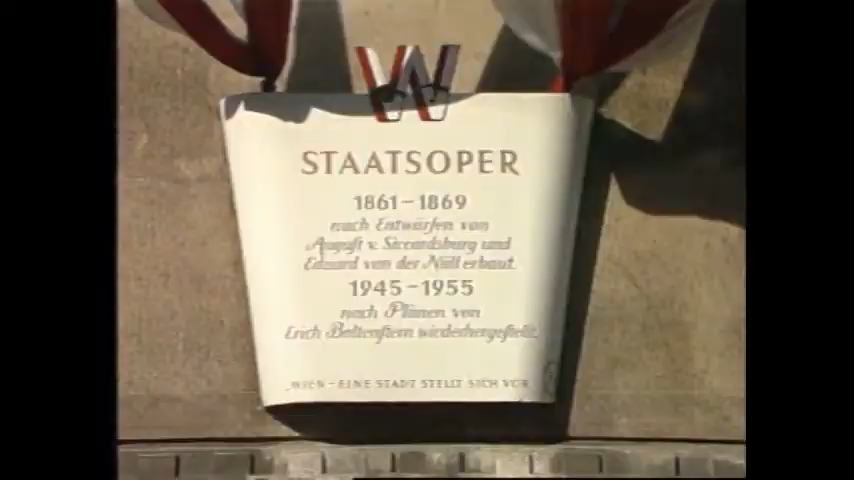 W
STAATSOPER
1861-1869
nach Entwürfen von
August v. Siccardsburg und
Eduard van der Nüll erbaut.
1945-1955
nach Plänen von
Erich Boltenstern wiederhergestellt.
WIEN - EINE STADT STELLT SICH VOR